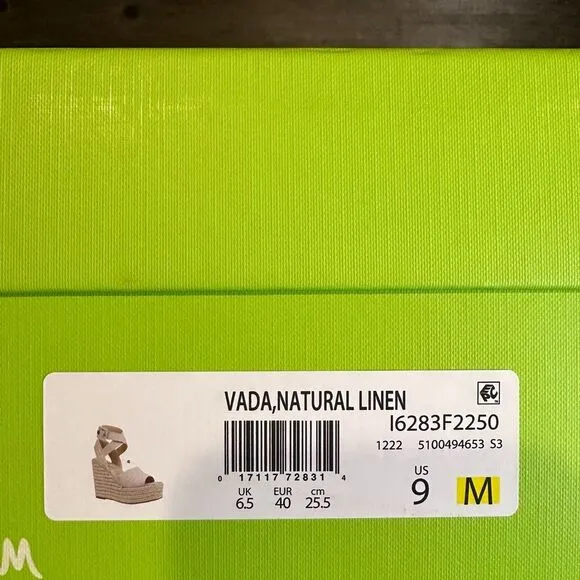 VADA,NATURAL LINEN
I6283F2250
1222 5100494653 S3
0 17117 72831 4
UK EUR cm
6.5 40 25.5
US
9 M
M